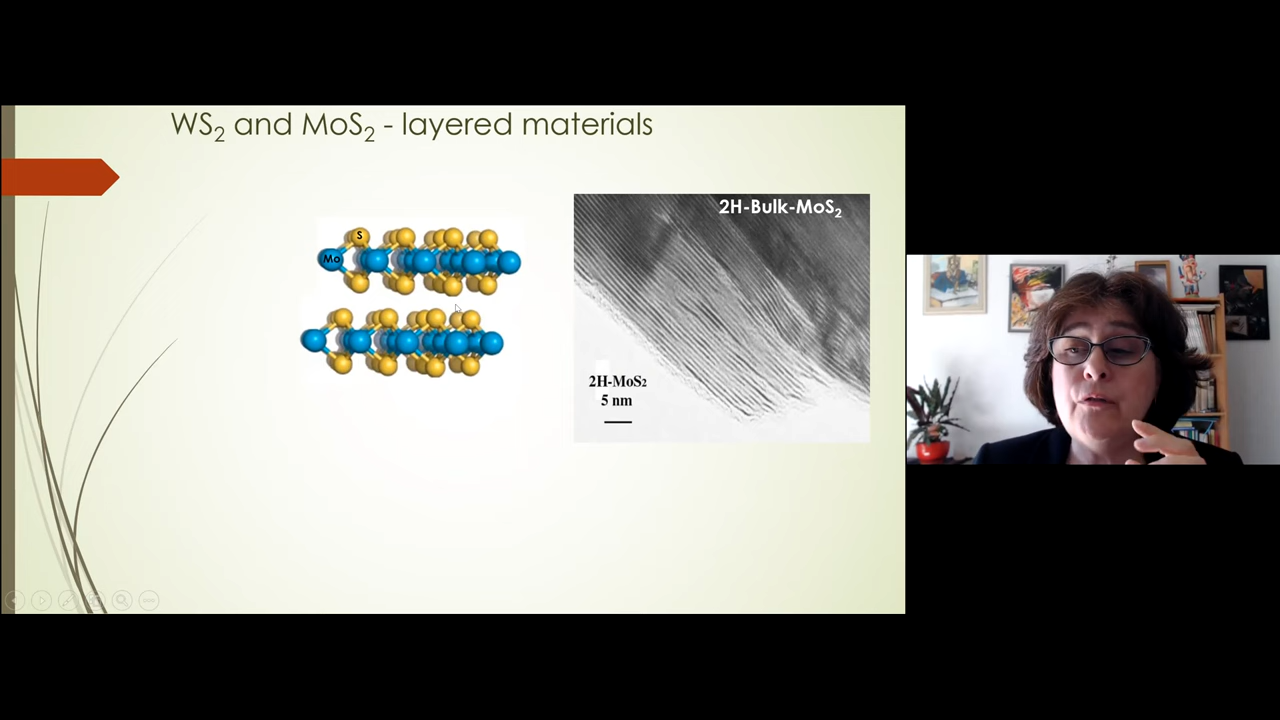 WS₂ and MoS₂ - layered materials
S
Mo
2H-Bulk-MoS₂
2H-MoS₂
5 nm